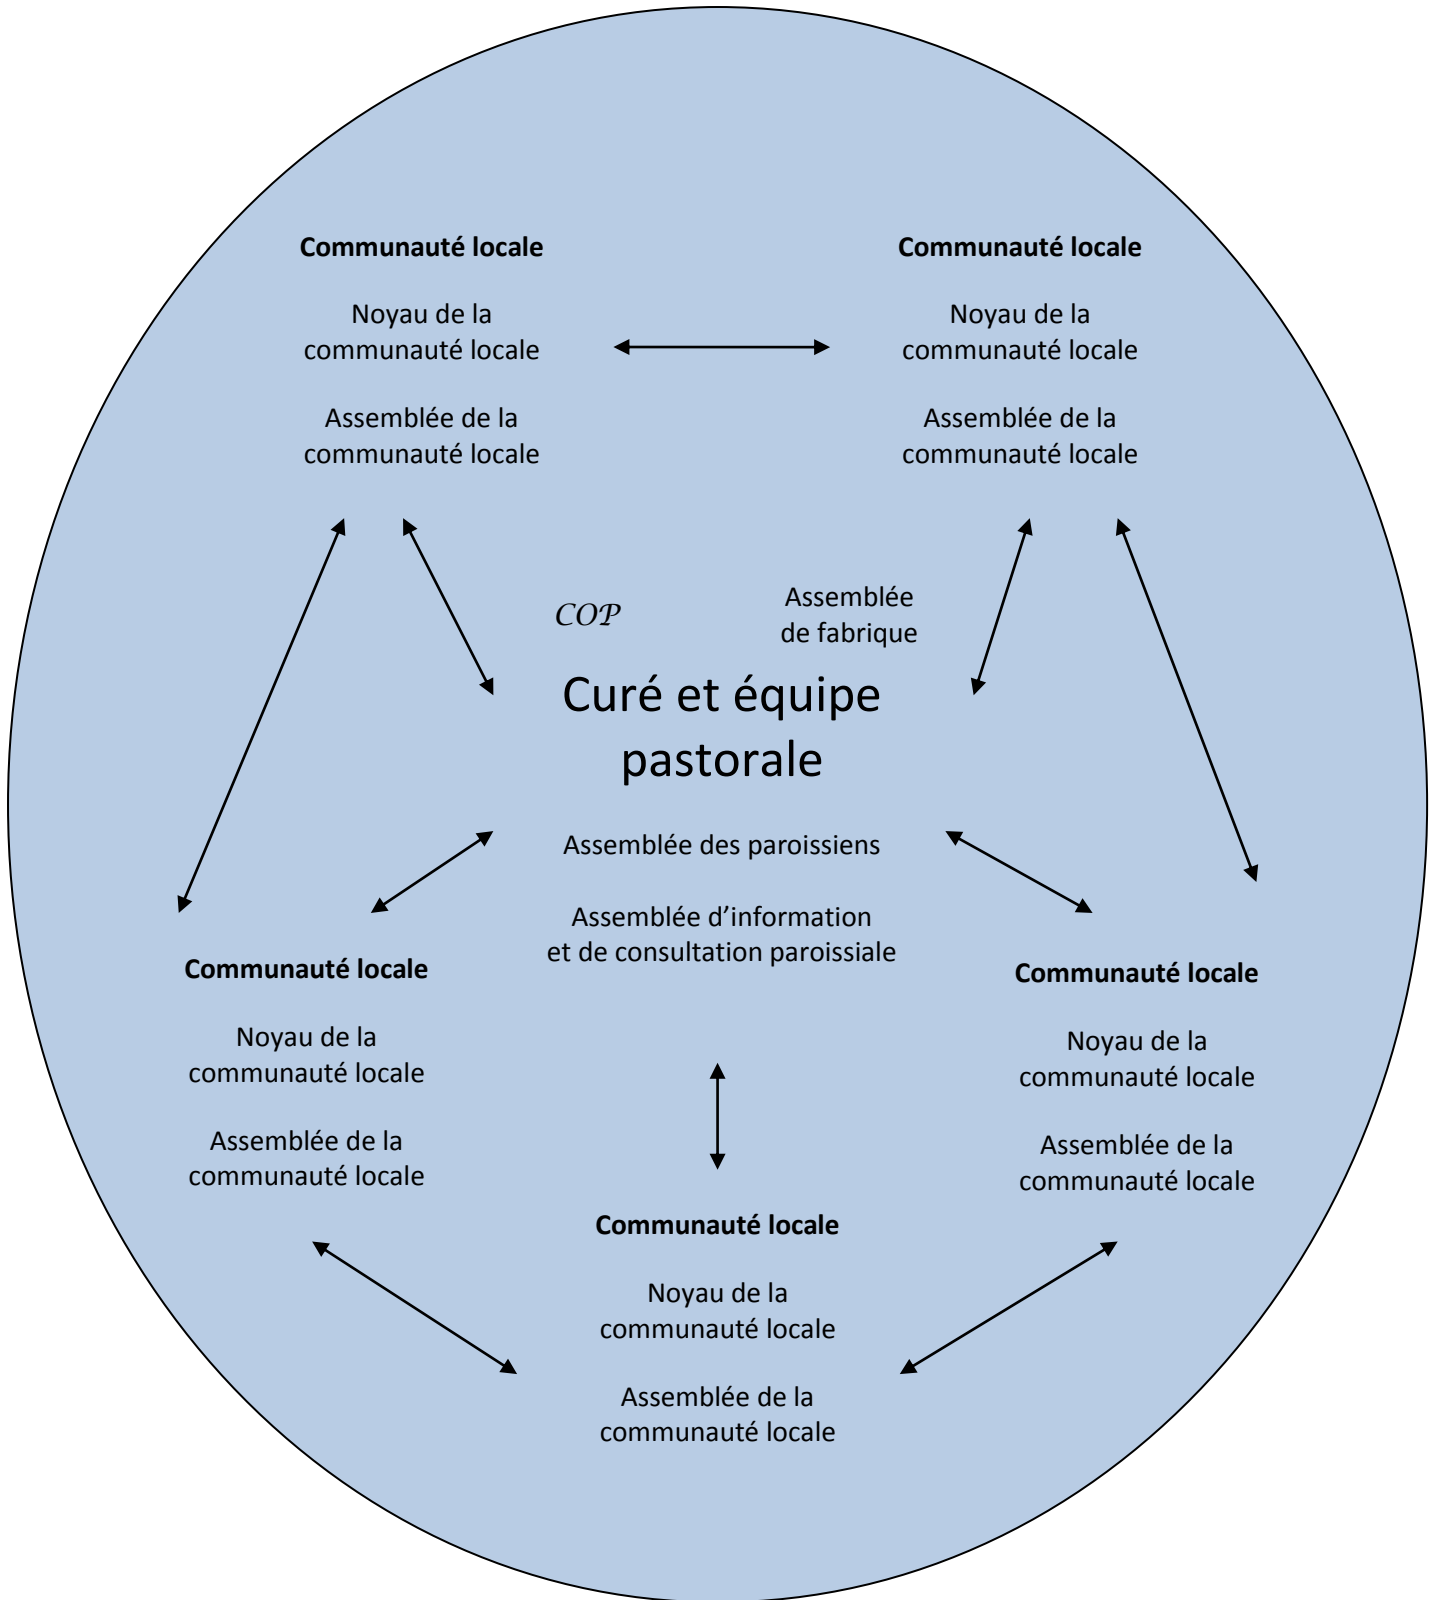 Communauté locale
Noyau de la
communauté locale
Assemblée de la
communauté locale
Communauté locale
Noyau de la
communauté locale
Assemblée de la
communauté locale
COP
Assemblée
de fabrique
Curé et équipe
pastorale
Assemblée des paroissiens
Assemblée d’information
et de consultation paroissiale
Communauté locale
Noyau de la
communauté locale
Assemblée de la
communauté locale
Communauté locale
Noyau de la
communauté locale
Assemblée de la
communauté locale
Communauté locale
Noyau de la
communauté locale
Assemblée de la
communauté locale